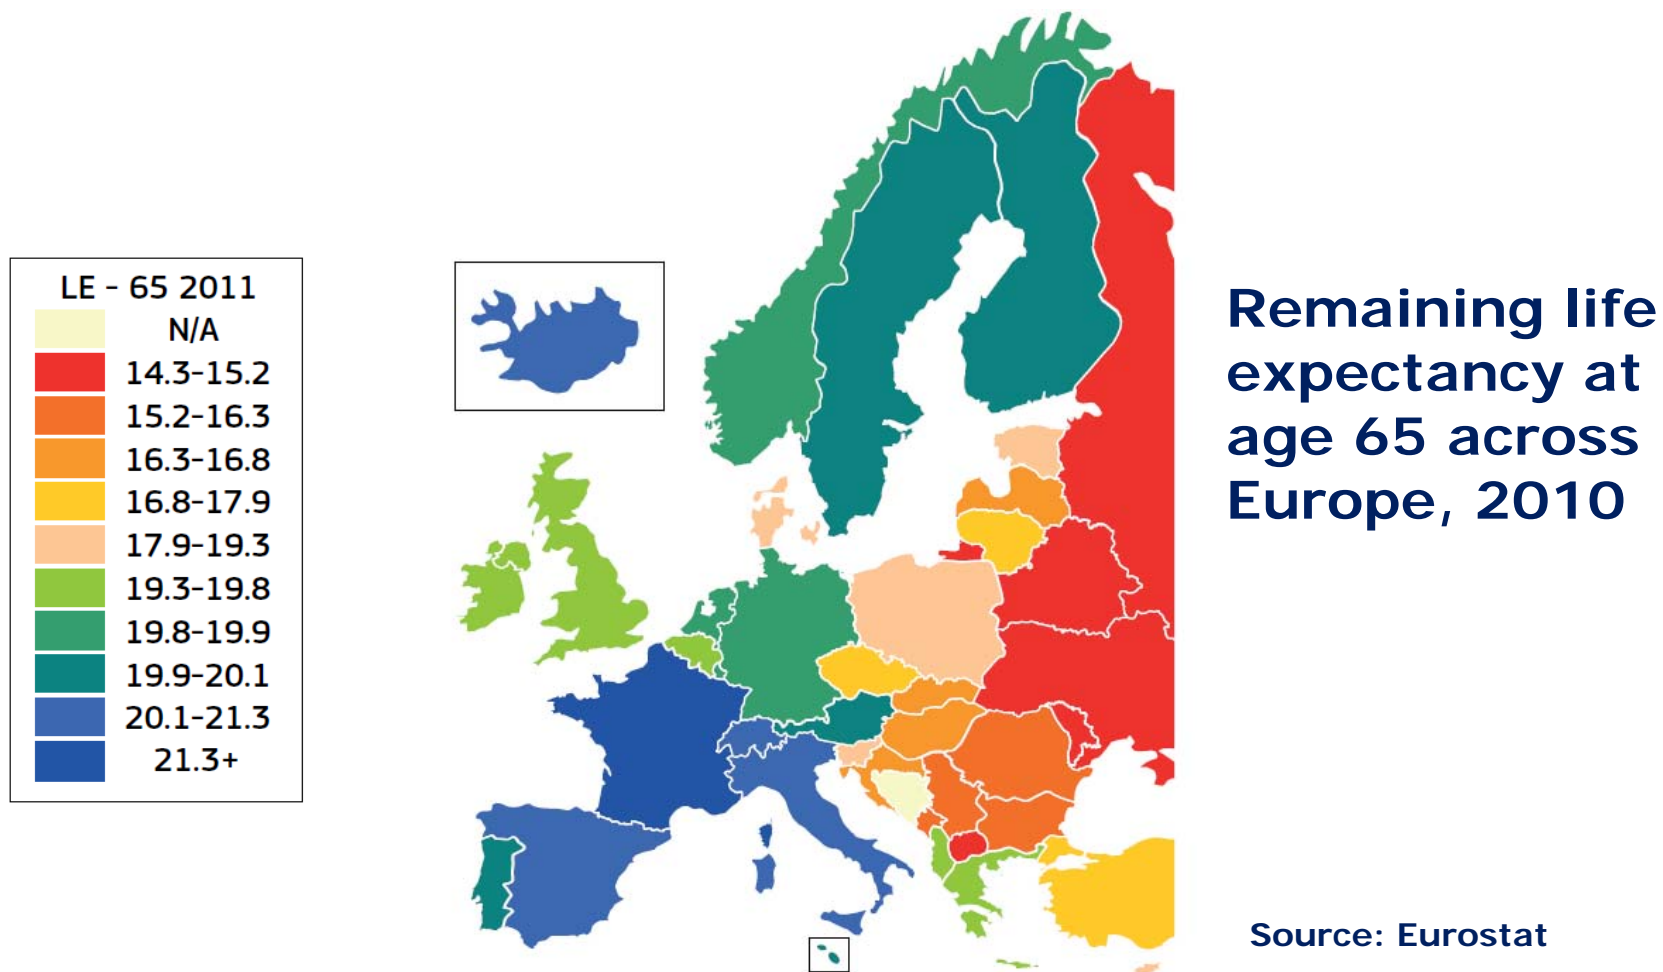 LE - 65 2011
N/A
14.3-15.2
15.2-16.3
16.3-16.8
16.8-17.9
17.9-19.3
19.3-19.8
19.8-19.9
19.9-20.1
20.1-21.3
21.3+
Remaining life
expectancy at
age 65 across
Europe, 2010
Source: Eurostat